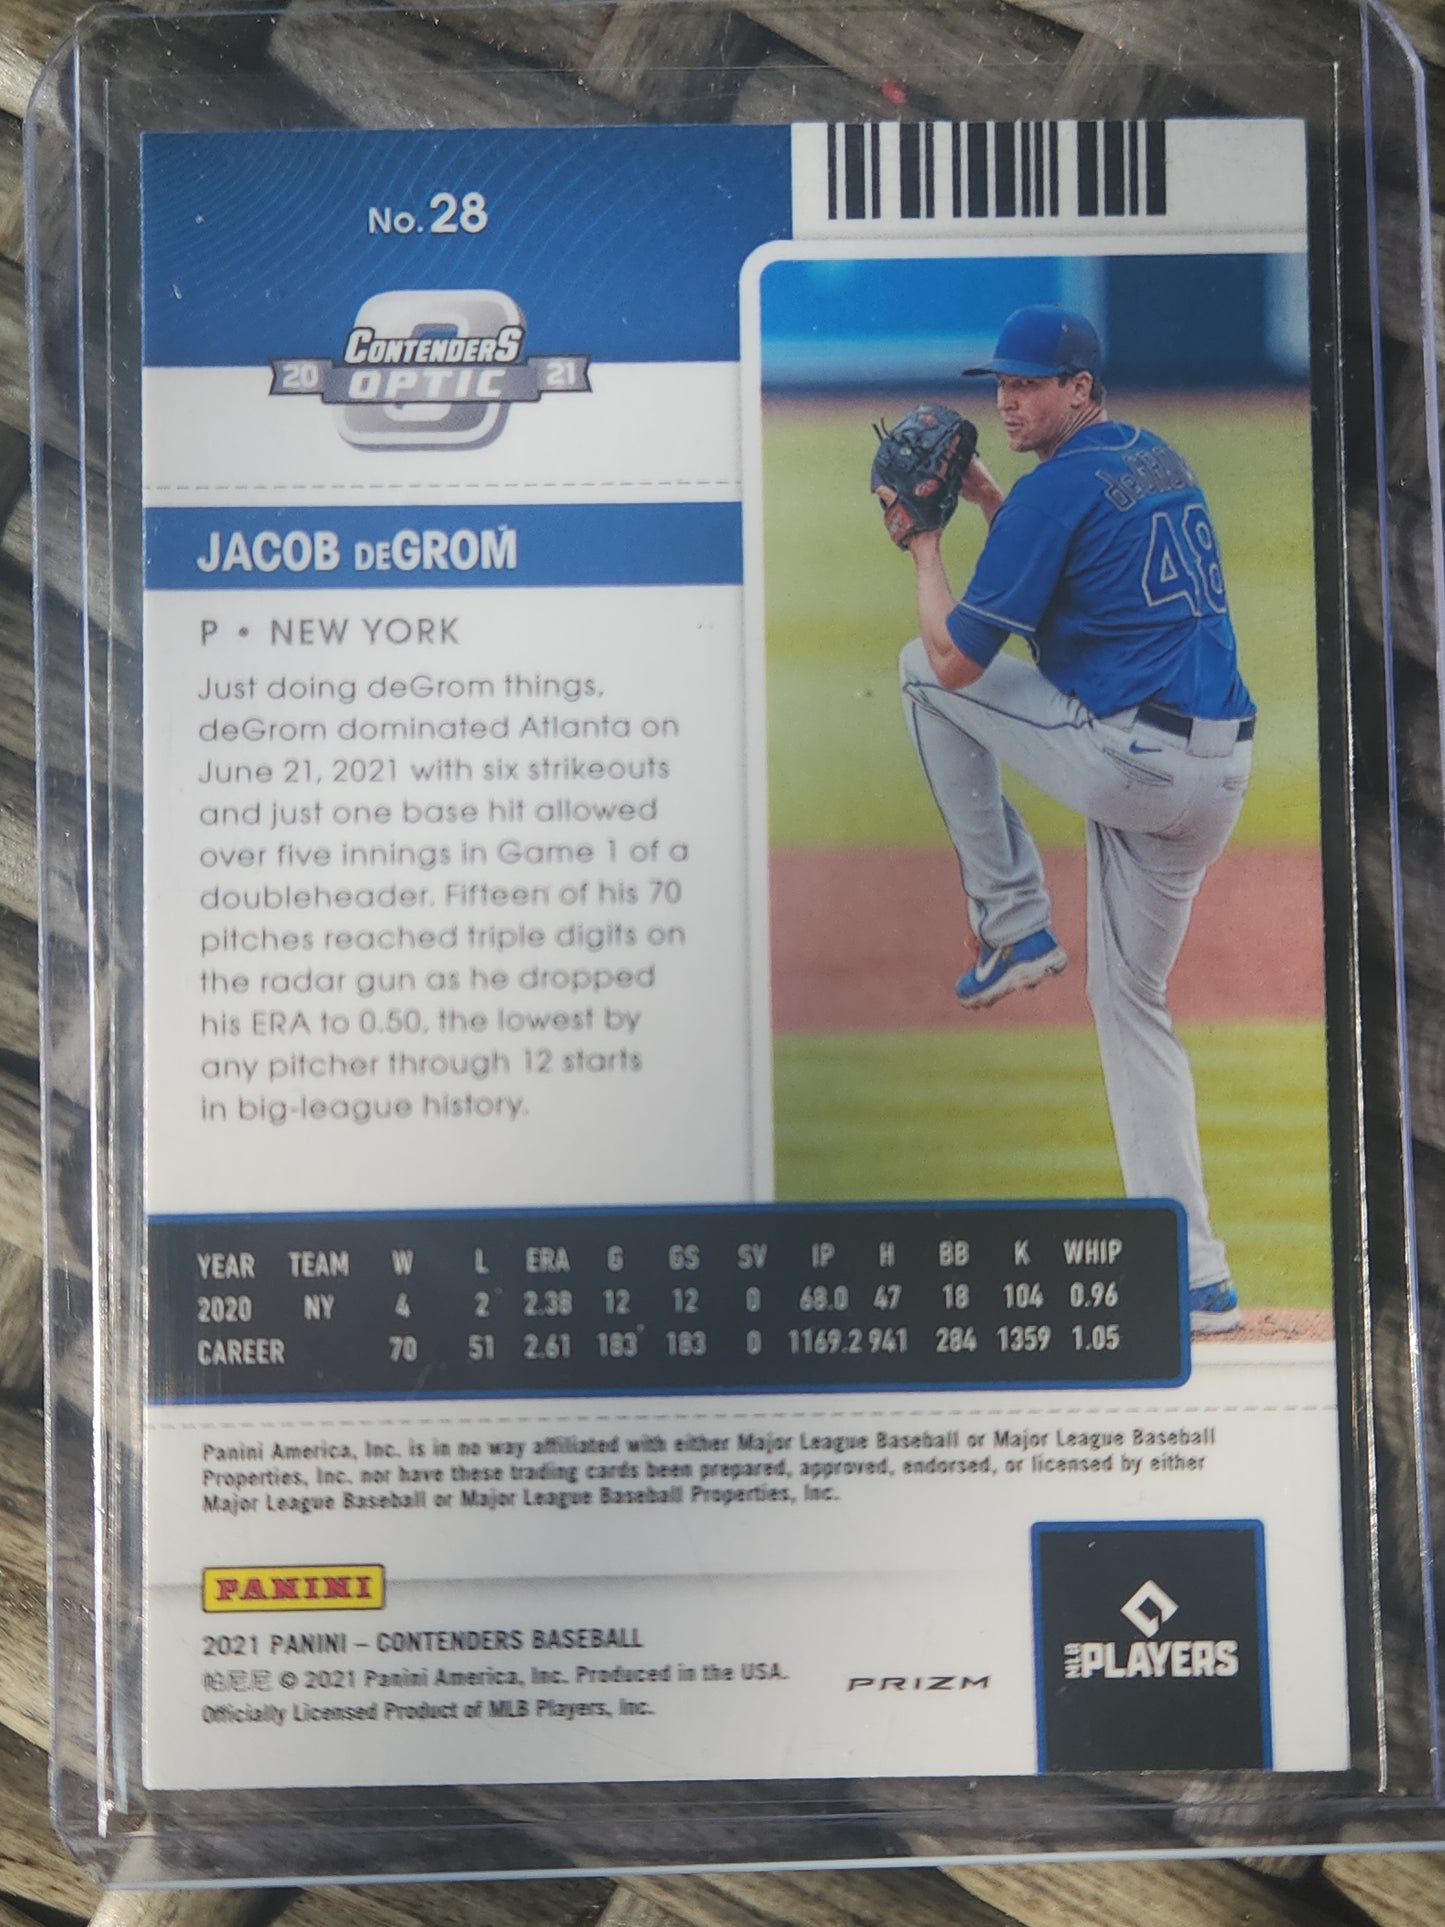 No. 28
CONTENDERS
20 OPTIC 21
JACOB DEGROM
P • NEW YORK
Just doing deGrom things,
deGrom dominated Atlanta on
June 21, 2021 with six strikeouts
and just one base hit allowed
over five innings in Game 1 of a
doubleheader. Fifteen of his 70
pitches reached triple digits on
the radar gun as he dropped
his ERA to 0.50, the lowest by
any pitcher through 12 starts
in big-league history.
deGROM
48
YEAR TEAM W L ERA G GS SV IP H BB K WHIP
2020 NY 4 2 2.38 12 12 0 68.0 47 18 104 0.96
CAREER 70 51 2.61 183 183 0 1169.2 941 284 1359 1.05
Panini America, Inc. is in no way affiliated with either Major League Baseball or Major League Baseball
Properties, Inc. nor have these trading cards been prepared, approved, endorsed, or licensed by either
Major League Baseball or Major League Baseball Properties, Inc.
PANINI
2021 PANINI – CONTENDERS BASEBALL
帕尼尼 © 2021 Panini America, Inc. Produced in the USA.
Officially Licensed Product of MLB Players, Inc.
PRIZM
MLB PLAYERS